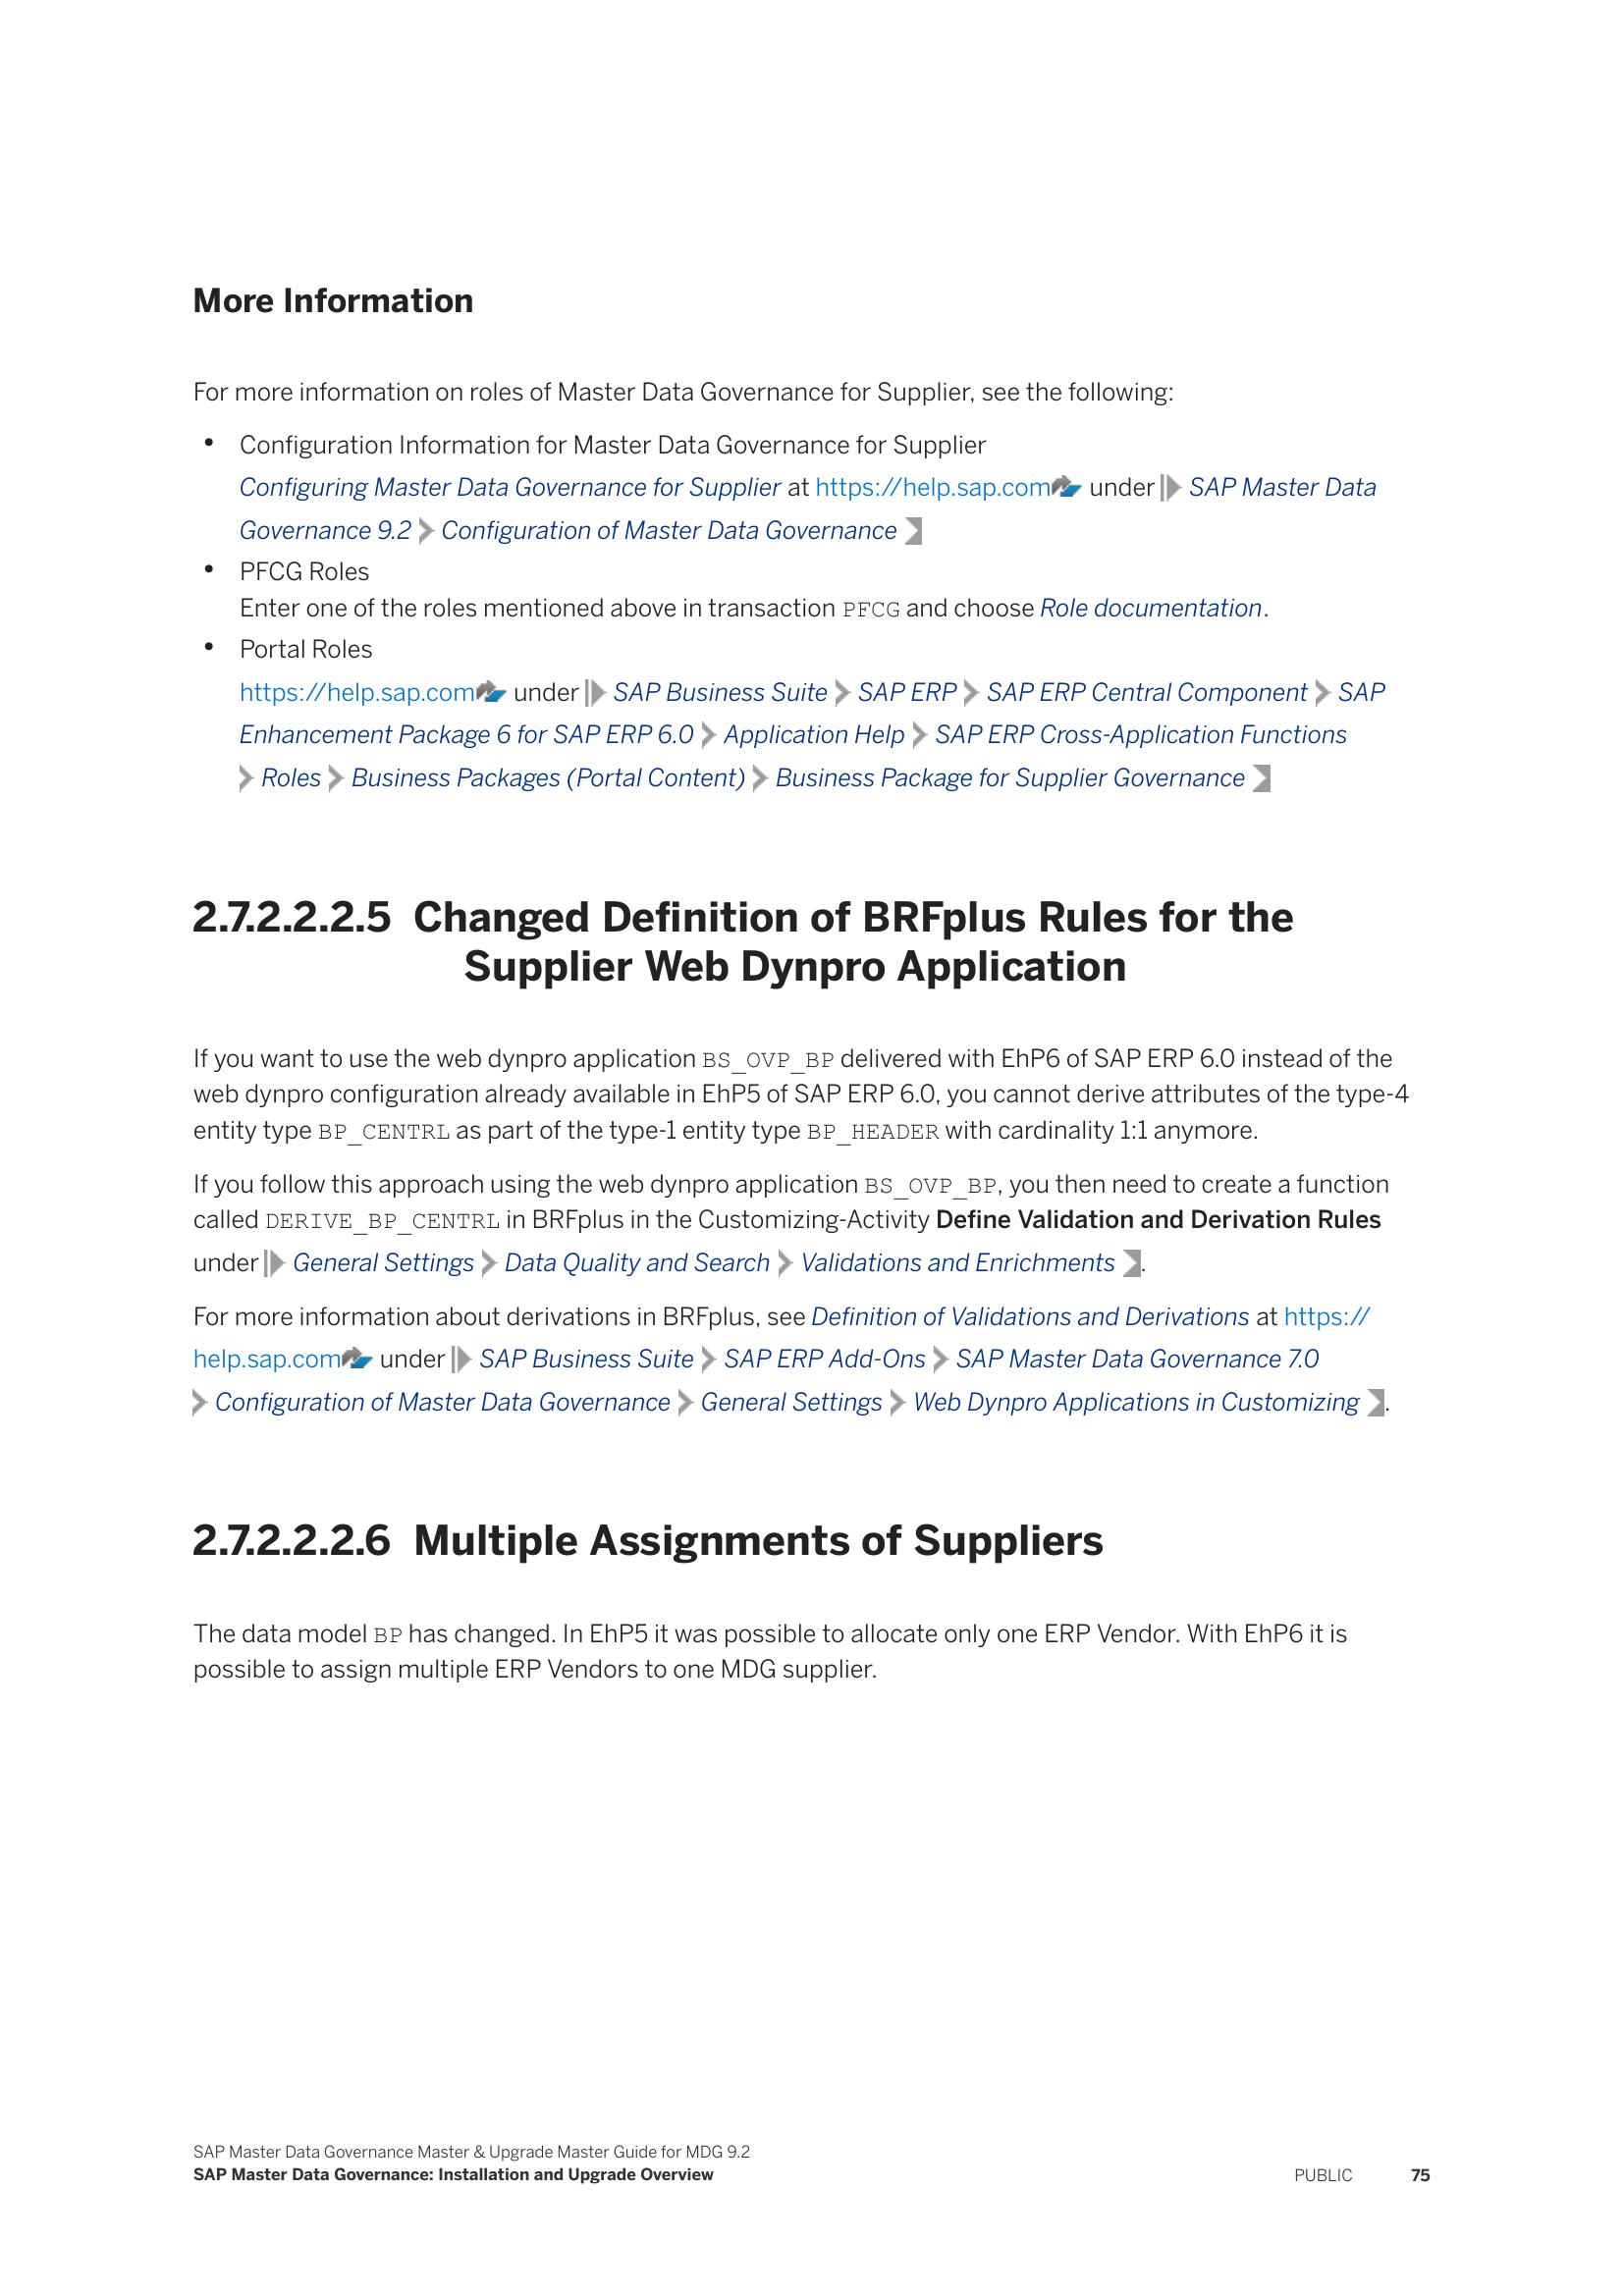 More Information
For more information on roles of Master Data Governance for Supplier, see the following:
• Configuration Information for Master Data Governance for Supplier
Configuring Master Data Governance for Supplier at https://help.sap.com under SAP Master Data
Governance 9.2 Configuration of Master Data Governance
• PFCG Roles
Enter one of the roles mentioned above in transaction PFCG and choose Role documentation.
• Portal Roles
https://help.sap.com under SAP Business Suite SAP ERP SAP ERP Central Component SAP
Enhancement Package 6 for SAP ERP 6.0 Application Help SAP ERP Cross-Application Functions
Roles Business Packages (Portal Content) Business Package for Supplier Governance
2.7.2.2.2.5 Changed Definition of BRFplus Rules for the
Supplier Web Dynpro Application
If you want to use the web dynpro application BS_OVP_BP delivered with EhP6 of SAP ERP 6.0 instead of the
web dynpro configuration already available in EhP5 of SAP ERP 6.0, you cannot derive attributes of the type-4
entity type BP_CENTRL as part of the type-1 entity type BP_HEADER with cardinality 1:1 anymore.
If you follow this approach using the web dynpro application BS_OVP_BP, you then need to create a function
called DERIVE_BP_CENTRL in BRFplus in the Customizing-Activity Define Validation and Derivation Rules
under General Settings Data Quality and Search Validations and Enrichments .
For more information about derivations in BRFplus, see Definition of Validations and Derivations at https://
help.sap.com under SAP Business Suite SAP ERP Add-Ons SAP Master Data Governance 7.0
Configuration of Master Data Governance General Settings Web Dynpro Applications in Customizing .
2.7.2.2.2.6 Multiple Assignments of Suppliers
The data model BP has changed. In EhP5 it was possible to allocate only one ERP Vendor. With EhP6 it is
possible to assign multiple ERP Vendors to one MDG supplier.
SAP Master Data Governance Master & Upgrade Master Guide for MDG 9.2
SAP Master Data Governance: Installation and Upgrade Overview PUBLIC 75